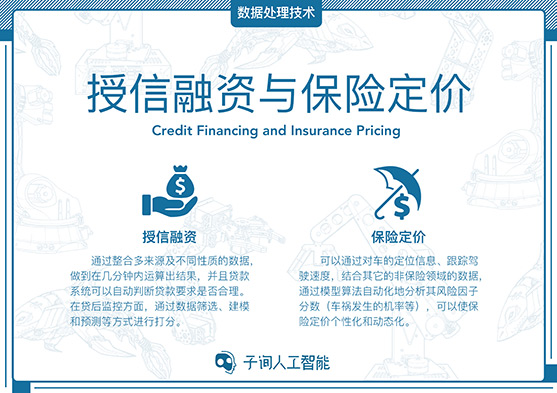 数据处理技术
授信融资与保险定价
Credit Financing and Insurance Pricing
$
$
授信融资
通过整合多来源及不同性质的数据,
做到在几分钟内运算出结果，并且贷款
系统可以自动判断贷款要求是否合理。
在贷后监控方面，通过数据筛选、建模
和预测等方式进行打分。
保险定价
可以通过对车的定位信息、跟踪驾
驶速度，结合其它的非保险领域的数据,
通过模型算法自动化地分析其风险因子
分数（车祸发生的机率等），可以使保
险定价个性化和动态化。
子询人工智能